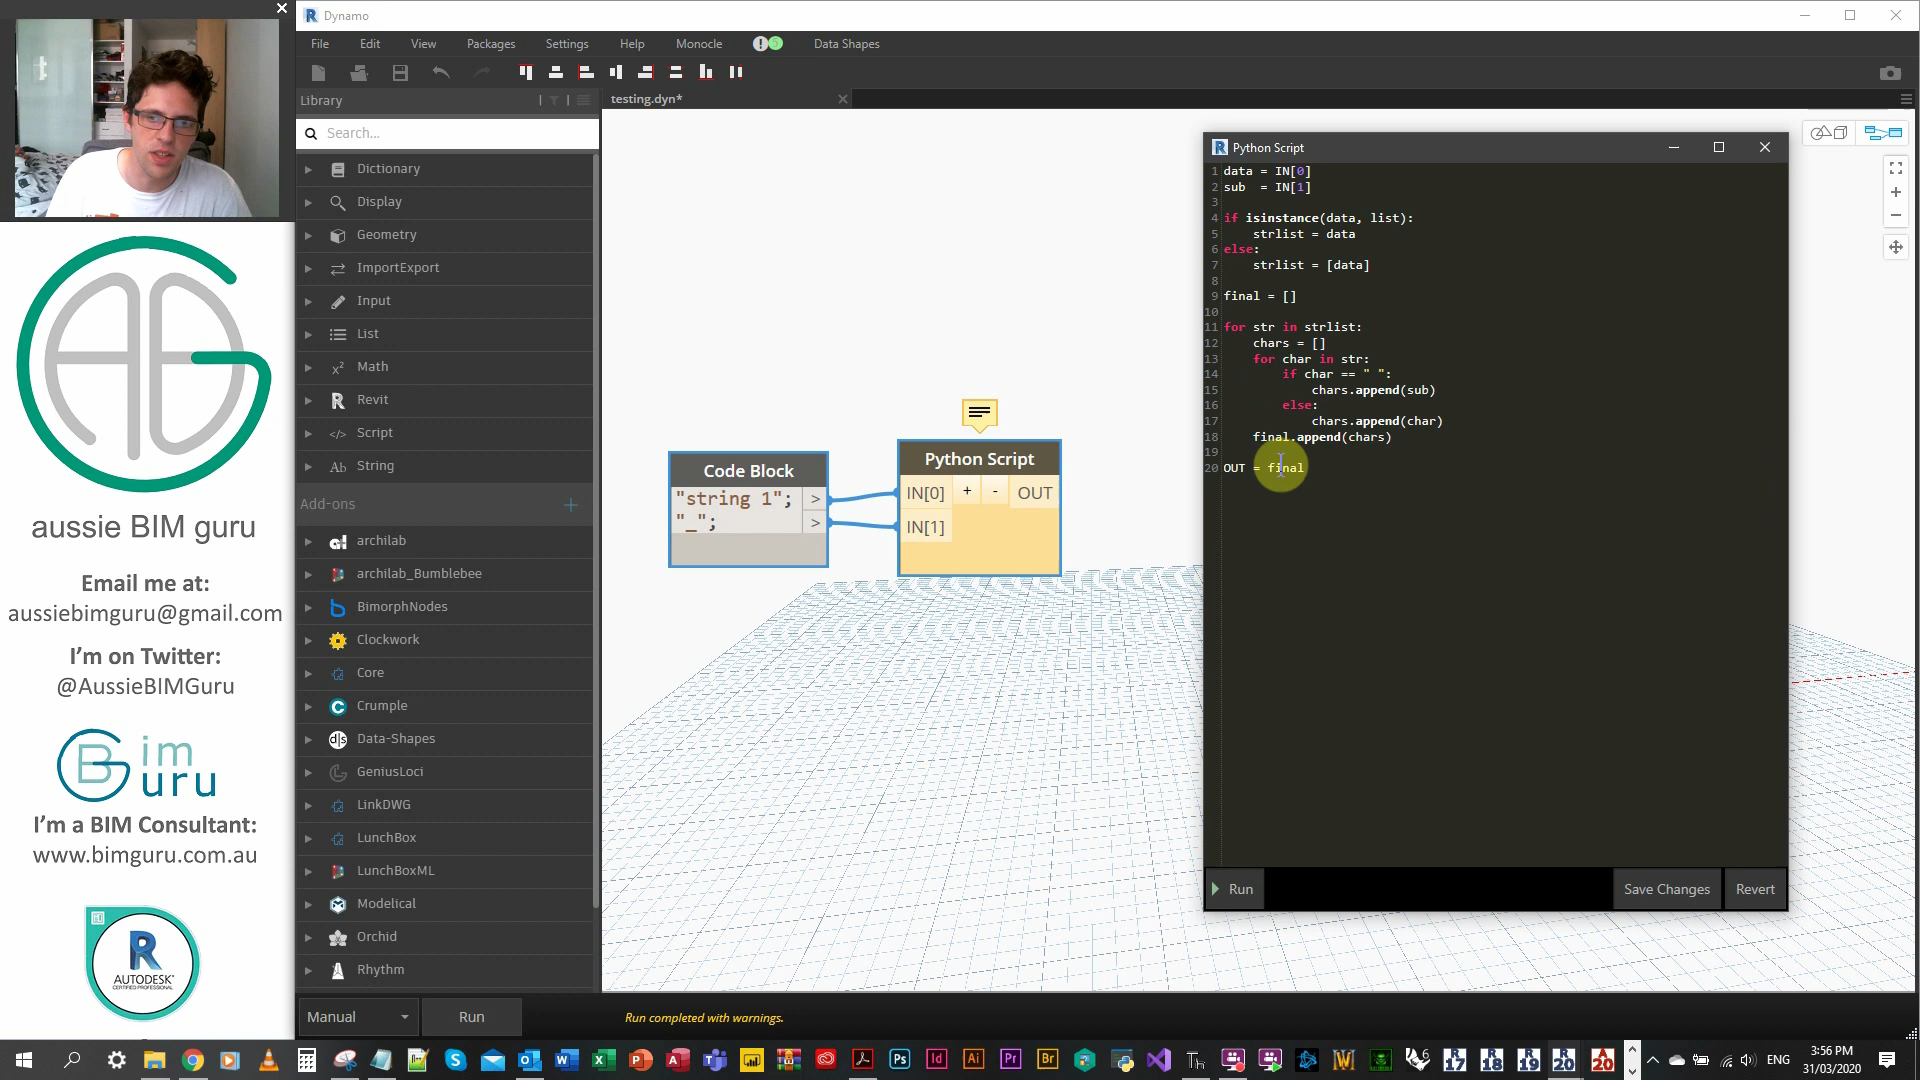 Dynamo
File Edit View Packages Settings Help Monocle Data Shapes
Library
testing.dyn*
Search...
Dictionary
Display
Geometry
ImportExport
Input
List
Math
Revit
Script
String
Add-ons
archilab
archilab_Bumblebee
BimorphNodes
Clockwork
Core
Crumple
Data-Shapes
GeniusLoci
LinkDWG
LunchBox
LunchBoxML
Modelical
Orchid
Rhythm
Manual
Run
Run completed with warnings.
aussie BIM guru
Email me at:
aussiebimguru@gmail.com
I'm on Twitter:
@AussieBIMGuru
B im
G uru
I'm a BIM Consultant:
www.bimguru.com.au
R
AUTODESK
CERTIFIED PROFESSIONAL
Code Block
"string 1"; >
"_"; >
Python Script
IN[0] + - OUT
IN[1]
Python Script
1 data = IN[0]
2 sub  = IN[1]
3
4 if isinstance(data, list):
5     strlist = data
6 else:
7     strlist = [data]
8
9 final = []
10
11 for str in strlist:
12     chars = []
13     for char in str:
14         if char == " ":
15             chars.append(sub)
16         else:
17             chars.append(char)
18     final.append(chars)
19
20 OUT = final
Run
Save Changes
Revert
ENG
3:56 PM
31/03/2020